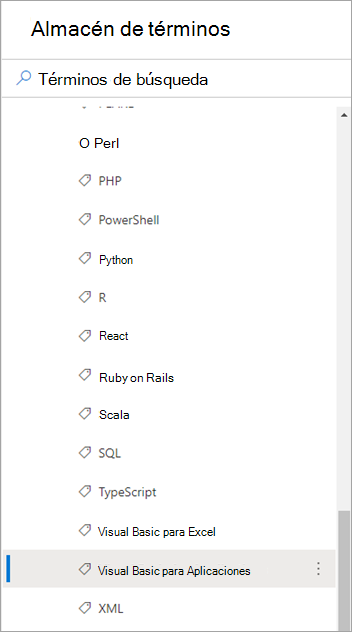 Almacén de términos
Términos de búsqueda
O Perl
PHP
PowerShell
Python
R
React
Ruby on Rails
Scala
SQL
TypeScript
Visual Basic para Excel
Visual Basic para Aplicaciones
XML